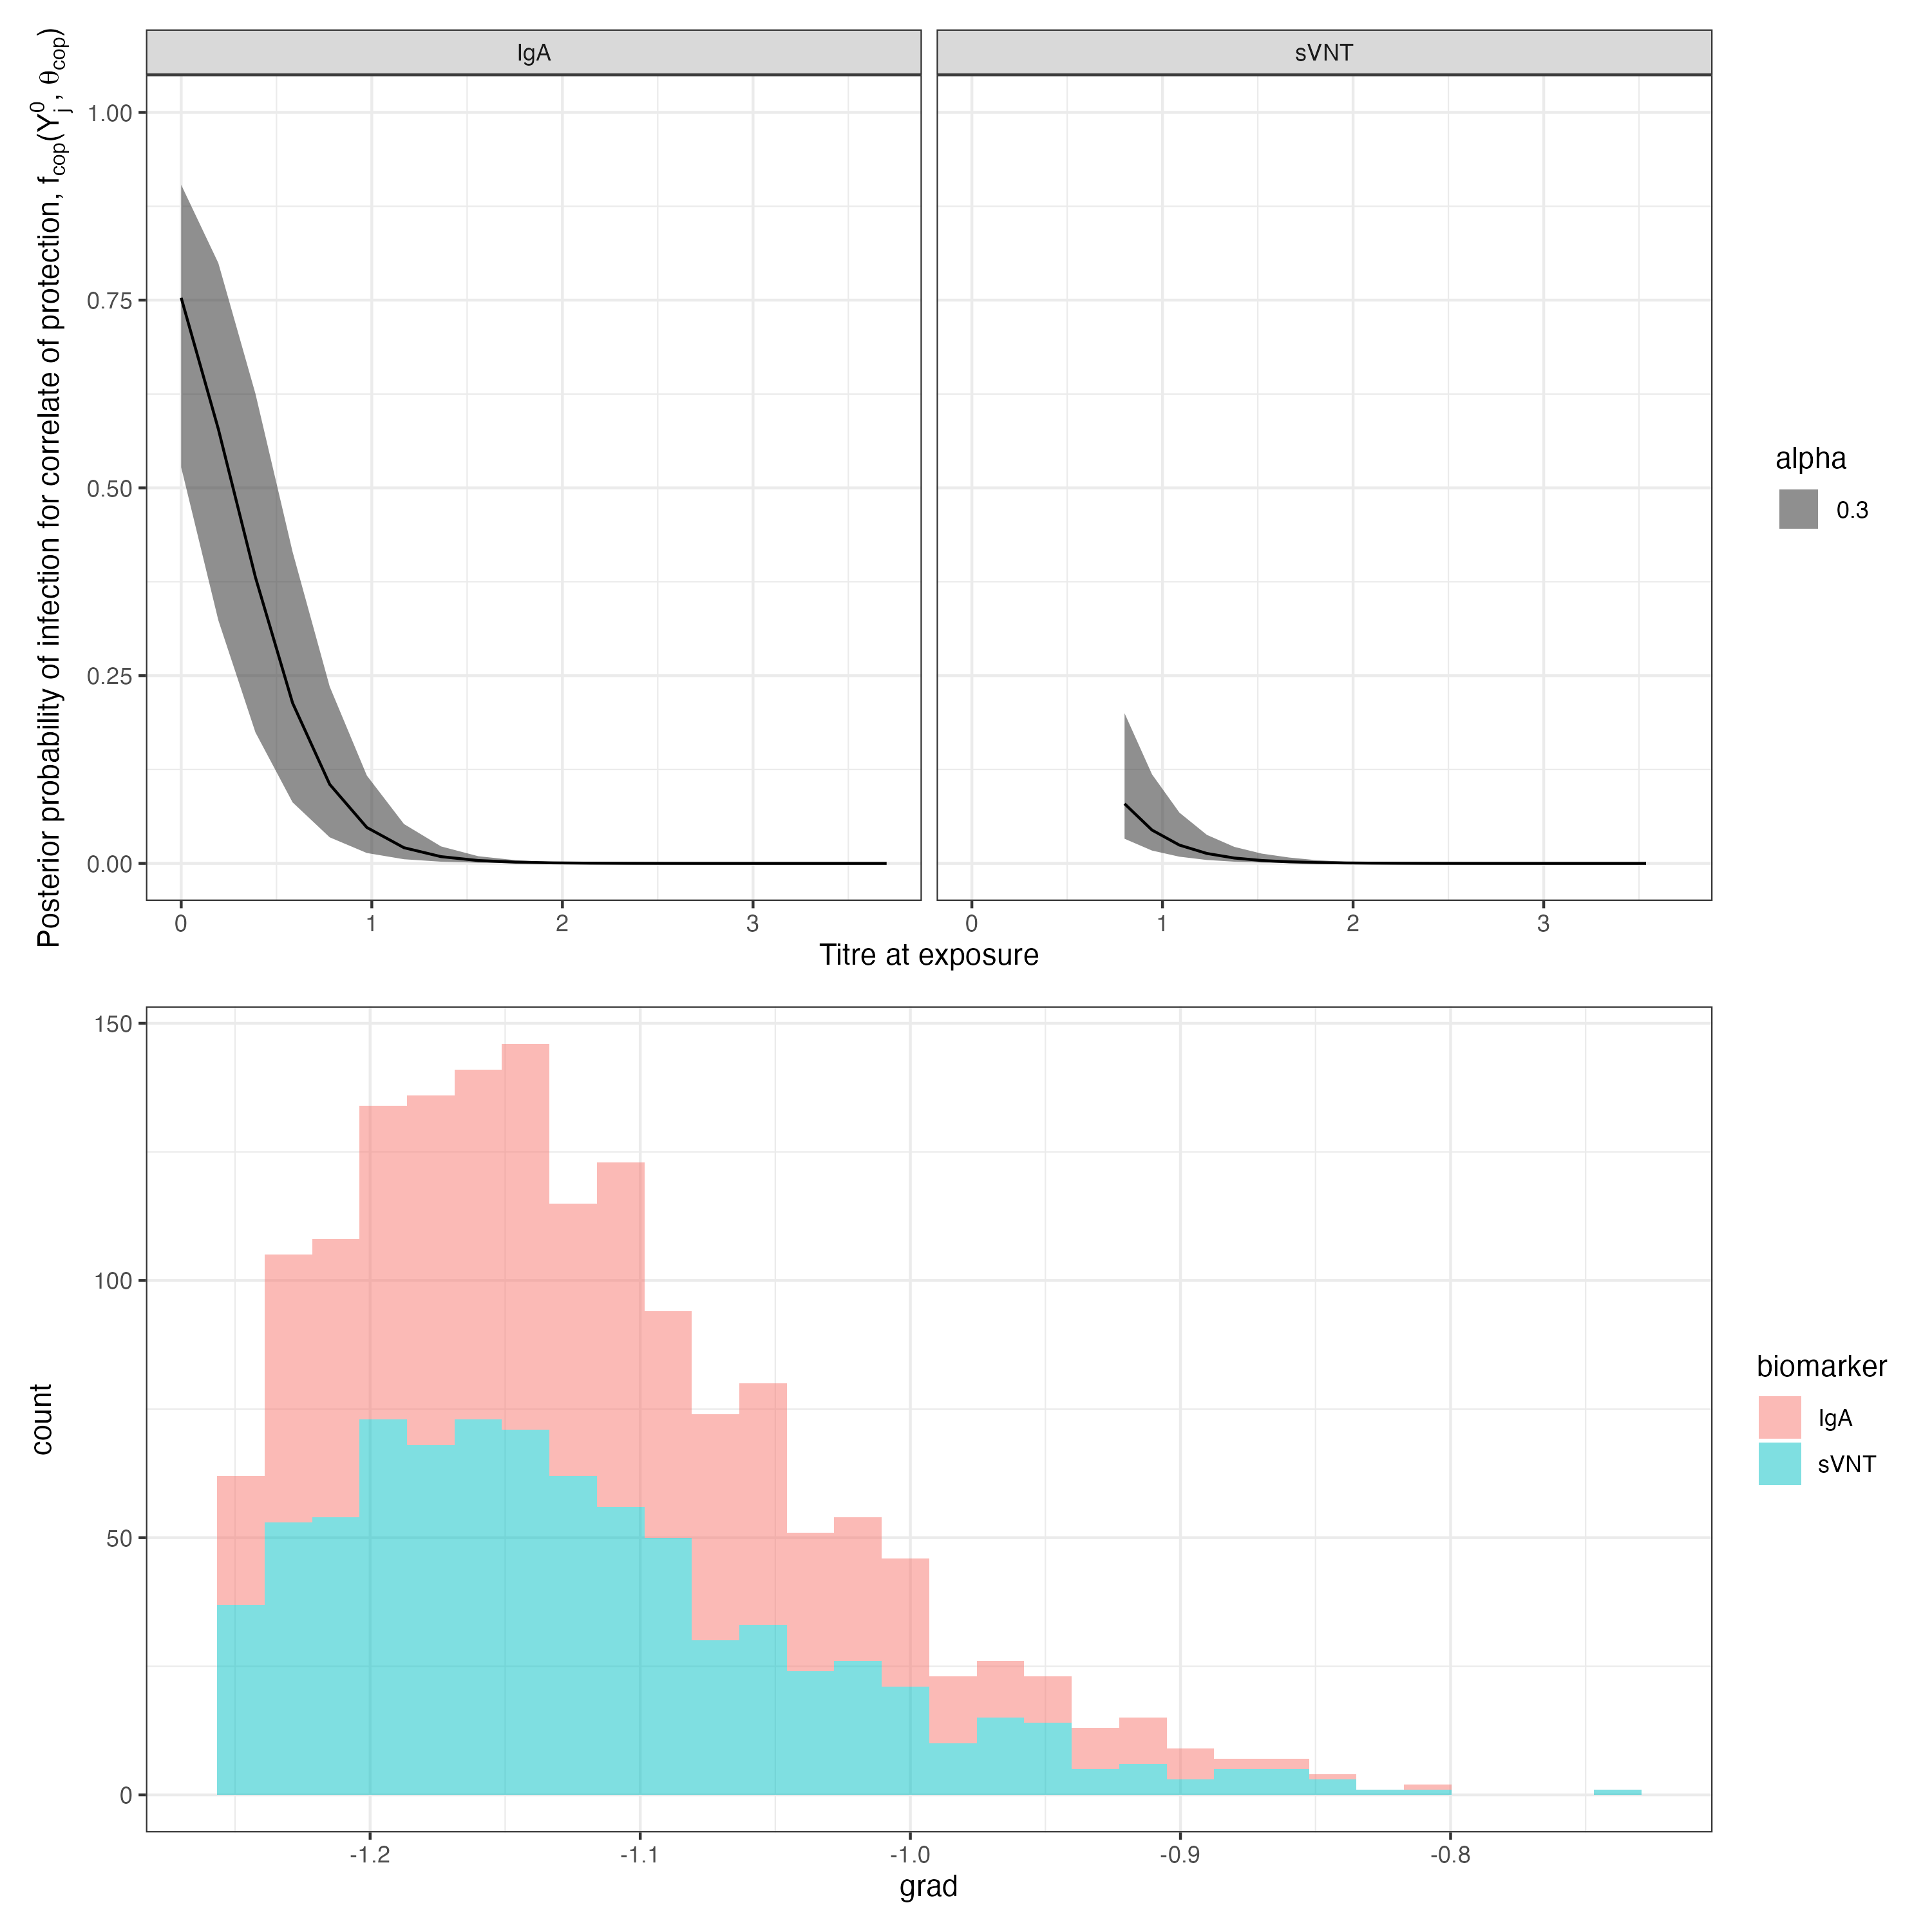 IgA
sVNT
Posterior probability of infection for correlate of protection, f_cop(Y_j^0, θ_cop)
1.00
0.75
0.50
0.25
0.00
0 1 2 3
0 1 2 3
Titre at exposure
alpha
0.3
count
150
100
50
0
-1.2 -1.1 -1.0 -0.9 -0.8
grad
biomarker
IgA
sVNT